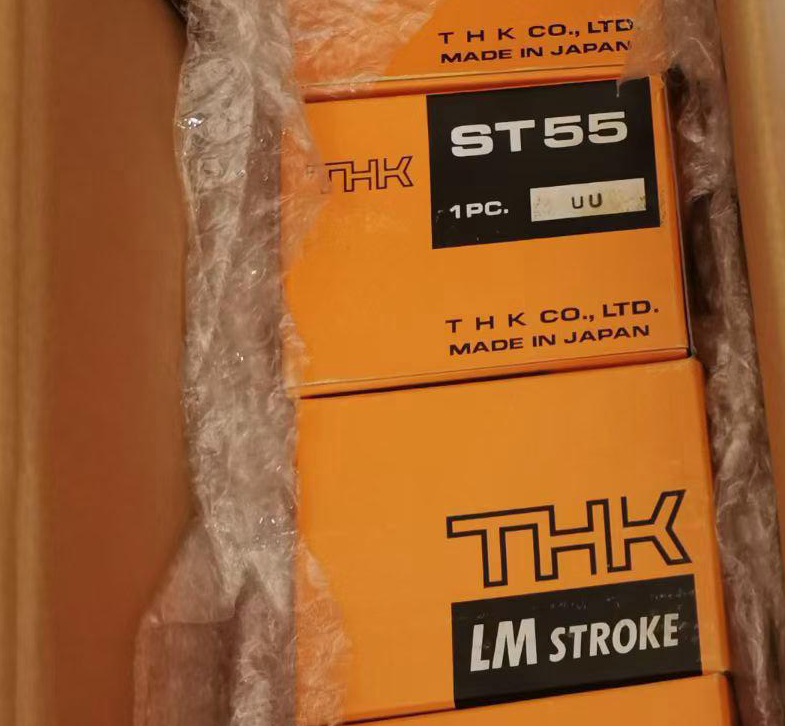 T H K CO., LTD.
MADE IN JAPAN
ST55
THK
1PC. UU
T H K CO., LTD.
MADE IN JAPAN
THK
LM STROKE